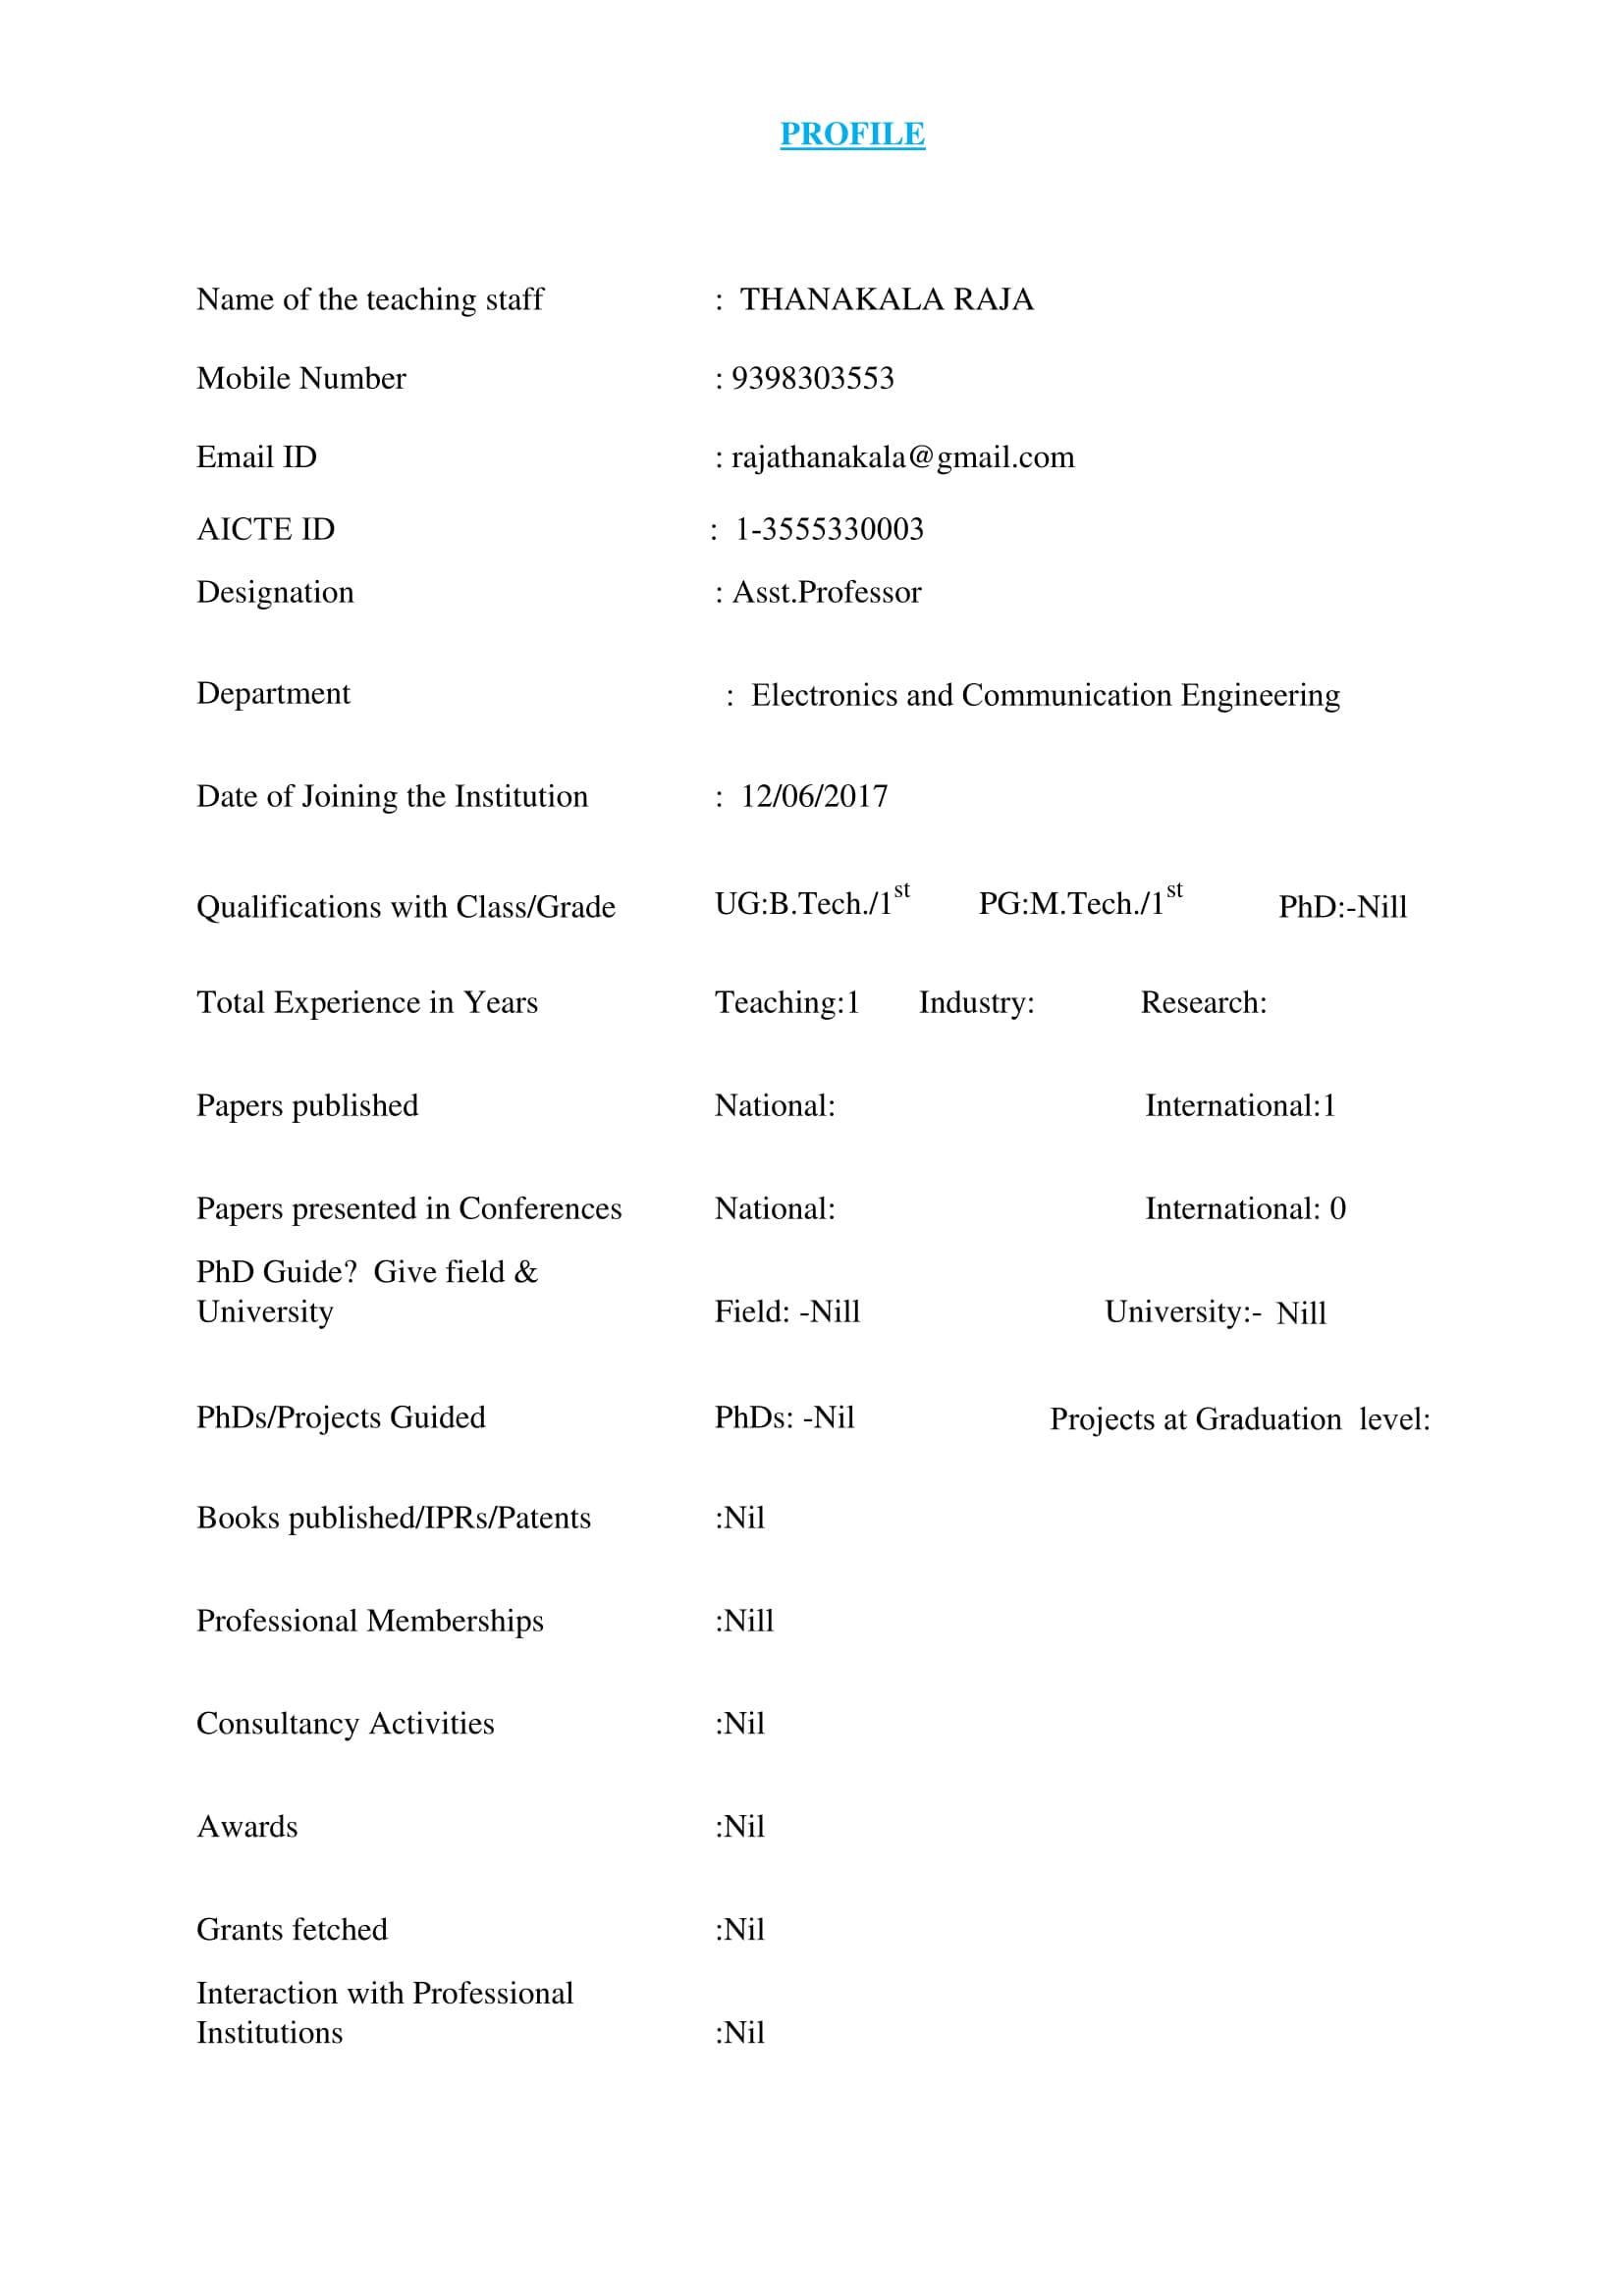 PROFILE
Name of the teaching staff : THANAKALA RAJA
Mobile Number : 9398303553
Email ID : rajathanakala@gmail.com
AICTE ID : 1-3555330003
Designation : Asst.Professor
Department : Electronics and Communication Engineering
Date of Joining the Institution : 12/06/2017
Qualifications with Class/Grade UG:B.Tech./1st PG:M.Tech./1st PhD:-Nill
Total Experience in Years Teaching:1 Industry: Research:
Papers published National: International:1
Papers presented in Conferences National: International: 0
PhD Guide? Give field &
University Field: -Nill University:- Nill
PhDs/Projects Guided PhDs: -Nil Projects at Graduation level:
Books published/IPRs/Patents :Nil
Professional Memberships :Nill
Consultancy Activities :Nil
Awards :Nil
Grants fetched :Nil
Interaction with Professional
Institutions :Nil